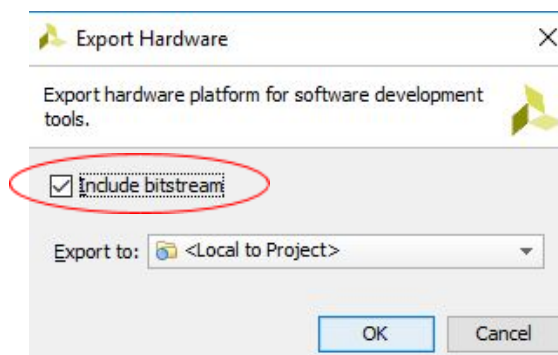 Export Hardware
Export hardware platform for software development
tools.
Include bitstream
Export to: <Local to Project>
OK Cancel